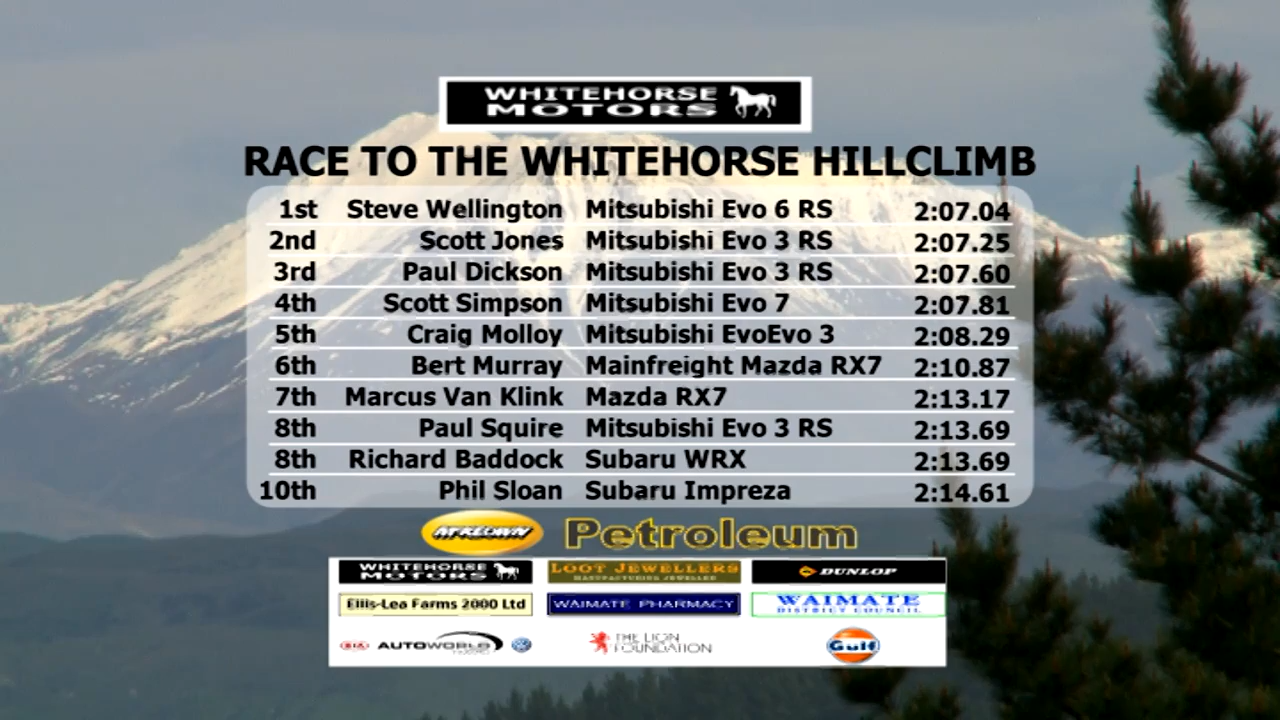 WHITEHORSE
MOTORS
RACE TO THE WHITEHORSE HILLCLIMB
1st Steve Wellington Mitsubishi Evo 6 RS 2:07.04
2nd Scott Jones Mitsubishi Evo 3 RS 2:07.25
3rd Paul Dickson Mitsubishi Evo 3 RS 2:07.60
4th Scott Simpson Mitsubishi Evo 7 2:07.81
5th Craig Molloy Mitsubishi EvoEvo 3 2:08.29
6th Bert Murray Mainfreight Mazda RX7 2:10.87
7th Marcus Van Klink Mazda RX7 2:13.17
8th Paul Squire Mitsubishi Evo 3 RS 2:13.69
8th Richard Baddock Subaru WRX 2:13.69
10th Phil Sloan Subaru Impreza 2:14.61
MCKEOWN Petroleum
WHITEHORSE
MOTORS
LOOT JEWELLERS
MANUFACTURING JEWELLER
DUNLOP
Ellis-Lea Farms 2000 Ltd
WAIMATE PHARMACY
WAIMATE
DISTRICT COUNCIL
KIA AUTOWORLD
THE LION
FOUNDATION
Gulf